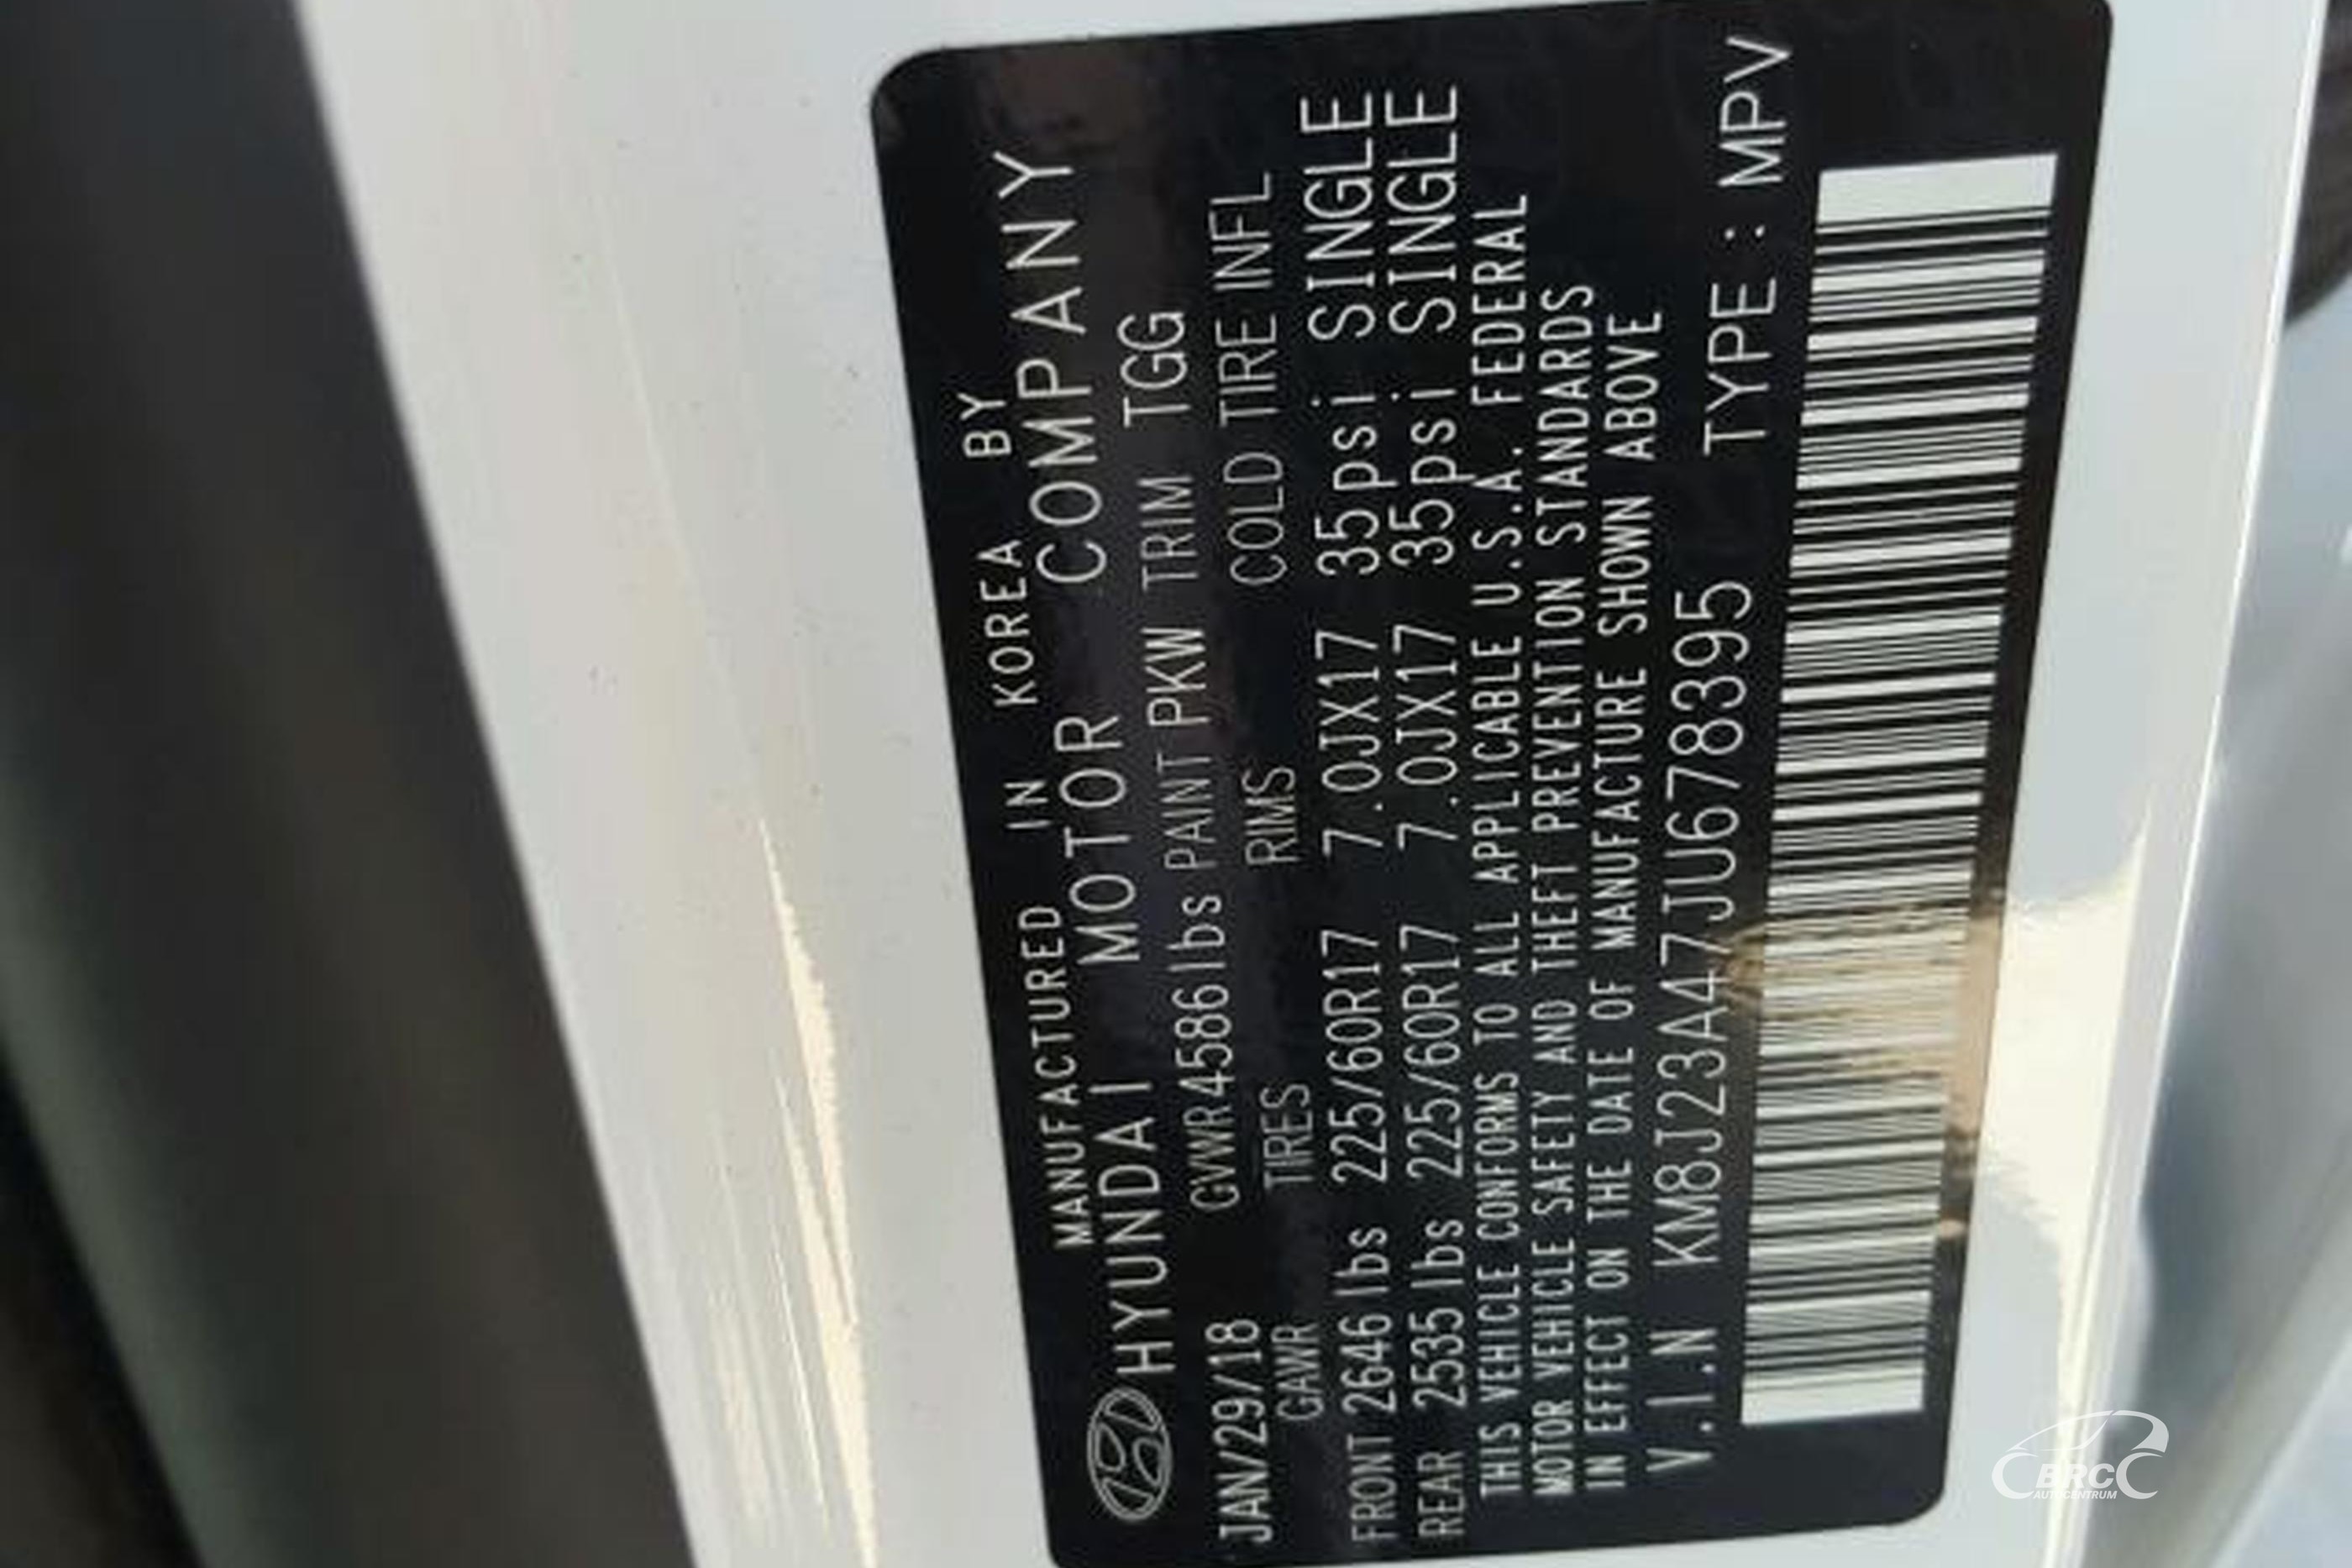 MANUFACTURED IN KOREA BY
HYUNDAI MOTOR COMPANY
JAN/29/18 GVWR 4586lbs PAINT PKW TRIM TGG
GAWR TIRES RIMS COLD TIRE INFL
FRONT 2646 lbs 225/60R17 7.0JX17 35psi SINGLE
REAR 2535 lbs 225/60R17 7.0JX17 35psi SINGLE
THIS VEHICLE CONFORMS TO ALL APPLICABLE U.S.A. FEDERAL
MOTOR VEHICLE SAFETY AND THEFT PREVENTION STANDARDS
IN EFFECT ON THE DATE OF MANUFACTURE SHOWN ABOVE
V.I.N KM8J23A47JU678395 TYPE : MPV
BRC
AUTOCENTRUM